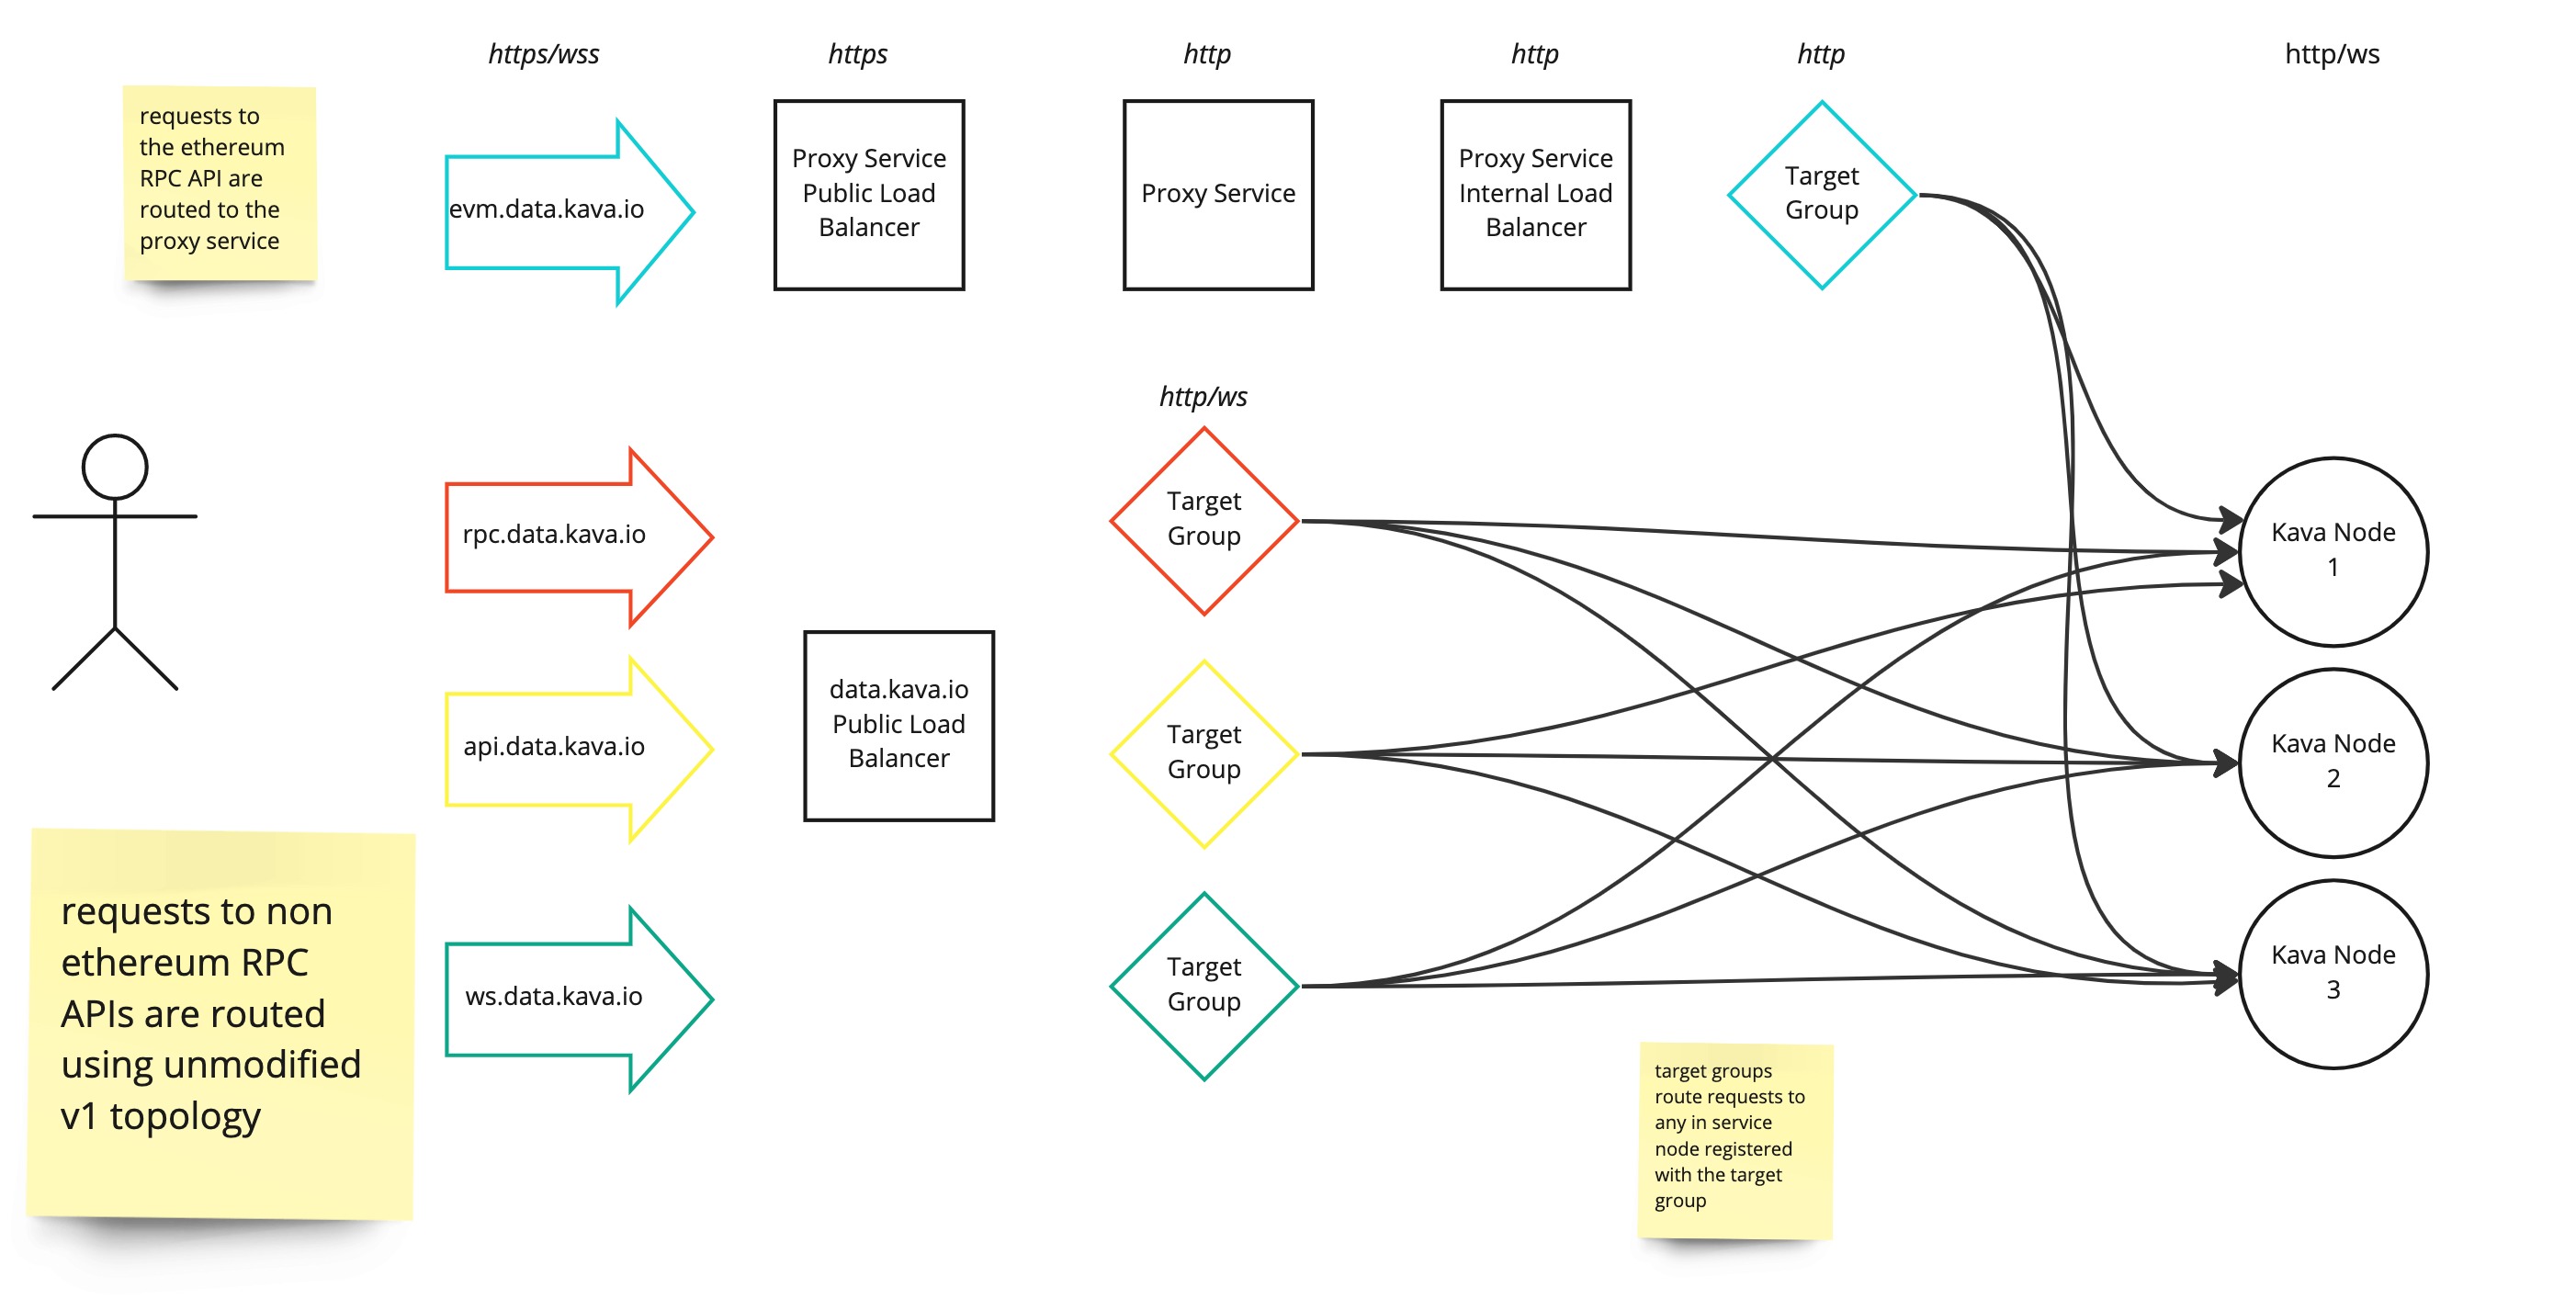 https/wss
https
http
http
http
http/ws
requests to
the ethereum
RPC API are
routed to the
proxy service
evm.data.kava.io
Proxy Service
Public Load
Balancer
Proxy Service
Proxy Service
Internal Load
Balancer
Target
Group
http/ws
rpc.data.kava.io
Target
Group
Kava Node
1
api.data.kava.io
data.kava.io
Public Load
Balancer
Target
Group
Kava Node
2
requests to non
ethereum RPC
APIs are routed
using unmodified
v1 topology
ws.data.kava.io
Target
Group
Kava Node
3
target groups
route requests to
any in service
node registered
with the target
group